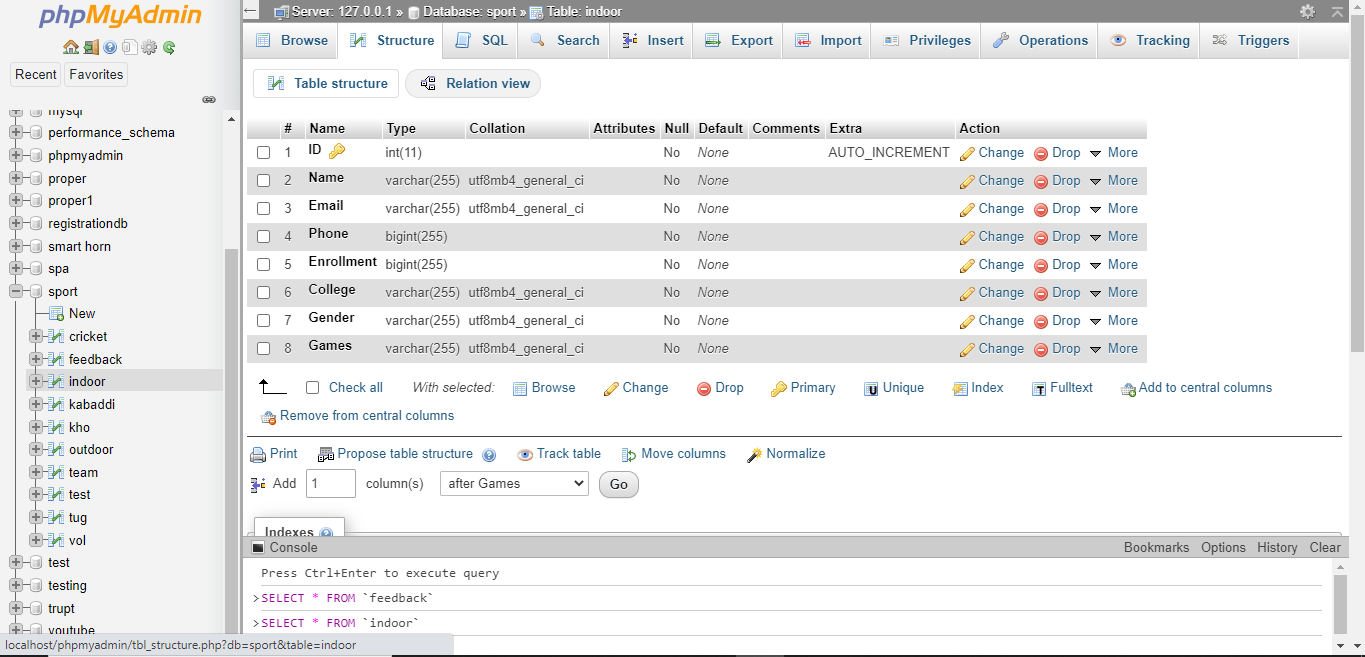 phpMyAdmin
Recent Favorites
mysql
performance_schema
phpmyadmin
proper
proper1
registrationdb
smart horn
spa
sport
New
cricket
feedback
indoor
kabaddi
kho
outdoor
team
test
tug
vol
test
testing
trupt
youtube
localhost/phpmyadmin/tbl_structure.php?db=sport&table=indoor
Server: 127.0.0.1 » Database: sport » Table: indoor
Browse Structure SQL Search Insert Export Import Privileges Operations Tracking Triggers
Table structure Relation view
# Name Type Collation Attributes Null Default Comments Extra Action
1 ID int(11) No None AUTO_INCREMENT Change Drop More
2 Name varchar(255) utf8mb4_general_ci No None Change Drop More
3 Email varchar(255) utf8mb4_general_ci No None Change Drop More
4 Phone bigint(255) No None Change Drop More
5 Enrollment bigint(255) No None Change Drop More
6 College varchar(255) utf8mb4_general_ci No None Change Drop More
7 Gender varchar(255) utf8mb4_general_ci No None Change Drop More
8 Games varchar(255) utf8mb4_general_ci No None Change Drop More
Check all With selected: Browse Change Drop Primary Unique Index Fulltext Add to central columns
Remove from central columns
Print Propose table structure Track table Move columns Normalize
Add 1 column(s) after Games Go
Indexes
Console Bookmarks Options History Clear
Press Ctrl+Enter to execute query
>SELECT * FROM `feedback`
>SELECT * FROM `indoor`